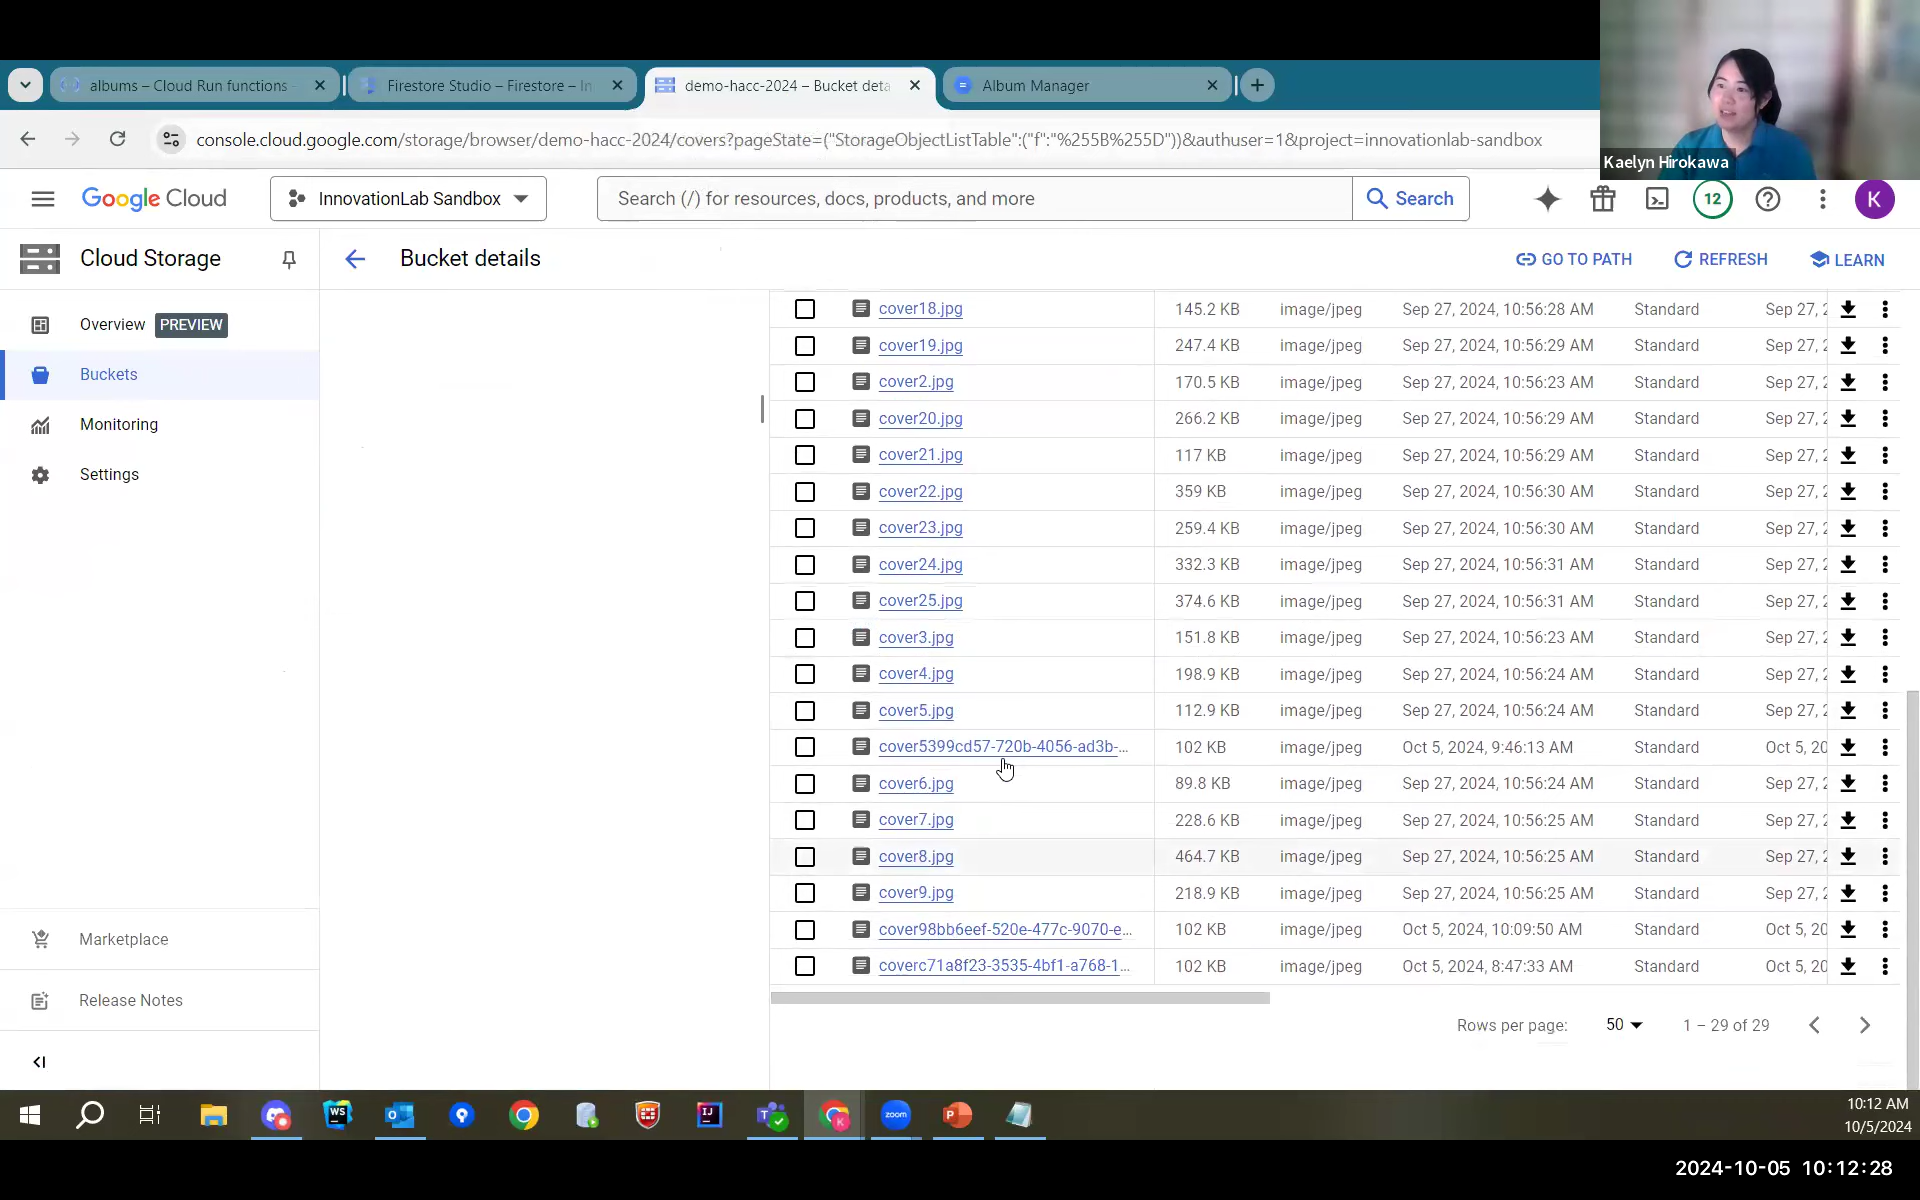 albums – Cloud Run functions
Firestore Studio – Firestore – In
demo-hacc-2024 – Bucket deta
Album Manager
console.cloud.google.com/storage/browser/demo-hacc-2024/covers?pageState=("StorageObjectListTable":("f":"%255B%255D"))&authuser=1&project=innovationlab-sandbox
Kaelyn Hirokawa
Google Cloud
InnovationLab Sandbox
Search (/) for resources, docs, products, and more
Search
12
K
Cloud Storage
Bucket details
GO TO PATH
REFRESH
LEARN
Overview PREVIEW
Buckets
Monitoring
Settings
Marketplace
Release Notes
cover18.jpg 145.2 KB image/jpeg Sep 27, 2024, 10:56:28 AM Standard Sep 27, 2
cover19.jpg 247.4 KB image/jpeg Sep 27, 2024, 10:56:29 AM Standard Sep 27, 2
cover2.jpg 170.5 KB image/jpeg Sep 27, 2024, 10:56:23 AM Standard Sep 27, 2
cover20.jpg 266.2 KB image/jpeg Sep 27, 2024, 10:56:29 AM Standard Sep 27, 2
cover21.jpg 117 KB image/jpeg Sep 27, 2024, 10:56:29 AM Standard Sep 27, 2
cover22.jpg 359 KB image/jpeg Sep 27, 2024, 10:56:30 AM Standard Sep 27, 2
cover23.jpg 259.4 KB image/jpeg Sep 27, 2024, 10:56:30 AM Standard Sep 27, 2
cover24.jpg 332.3 KB image/jpeg Sep 27, 2024, 10:56:31 AM Standard Sep 27, 2
cover25.jpg 374.6 KB image/jpeg Sep 27, 2024, 10:56:31 AM Standard Sep 27, 2
cover3.jpg 151.8 KB image/jpeg Sep 27, 2024, 10:56:23 AM Standard Sep 27, 2
cover4.jpg 198.9 KB image/jpeg Sep 27, 2024, 10:56:24 AM Standard Sep 27, 2
cover5.jpg 112.9 KB image/jpeg Sep 27, 2024, 10:56:24 AM Standard Sep 27, 2
cover5399cd57-720b-4056-ad3b-... 102 KB image/jpeg Oct 5, 2024, 9:46:13 AM Standard Oct 5, 20
cover6.jpg 89.8 KB image/jpeg Sep 27, 2024, 10:56:24 AM Standard Sep 27, 2
cover7.jpg 228.6 KB image/jpeg Sep 27, 2024, 10:56:25 AM Standard Sep 27, 2
cover8.jpg 464.7 KB image/jpeg Sep 27, 2024, 10:56:25 AM Standard Sep 27, 2
cover9.jpg 218.9 KB image/jpeg Sep 27, 2024, 10:56:25 AM Standard Sep 27, 2
cover98bb6eef-520e-477c-9070-e... 102 KB image/jpeg Oct 5, 2024, 10:09:50 AM Standard Oct 5, 20
coverc71a8f23-3535-4bf1-a768-1... 102 KB image/jpeg Oct 5, 2024, 8:47:33 AM Standard Oct 5, 20
Rows per page: 50 1 – 29 of 29
WS
IJ
zoom
10:12 AM
10/5/2024
2024-10-05 10:12:28